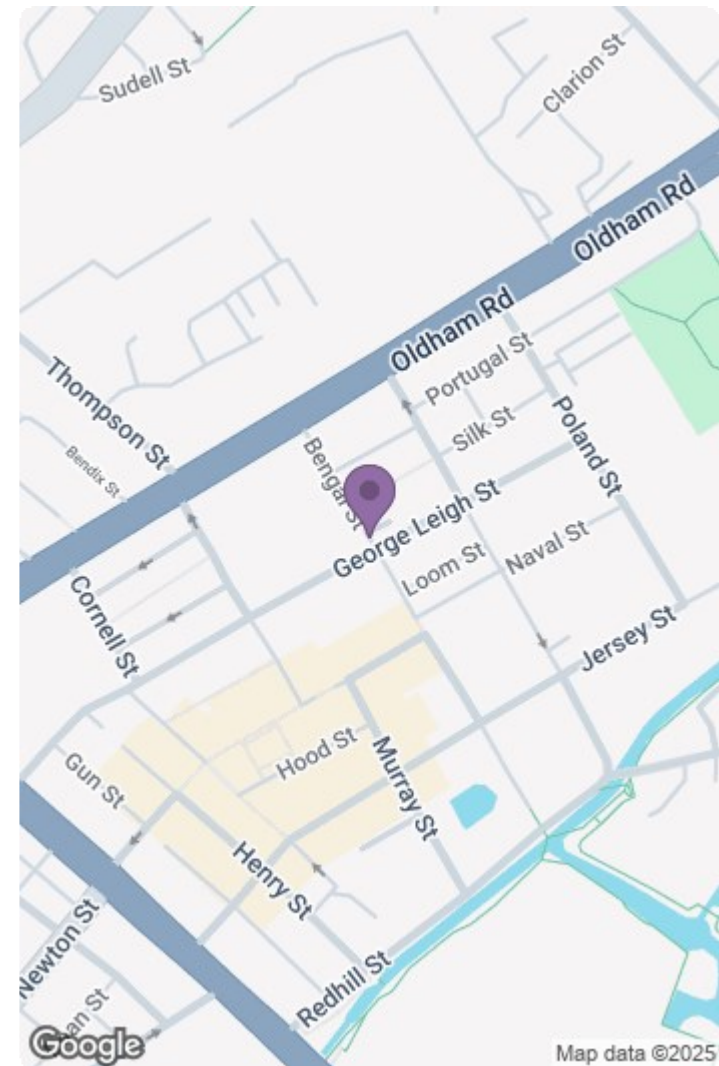 Sudell St
Clarion St
Oldham Rd
Oldham Rd
Thompson St
Portugal St
Bendix St
Bengal St
Silk St
Poland St
George Leigh St
Loom St
Naval St
Cornell St
Jersey St
Hood St
Murray St
Gun St
Henry St
Newton St
Redhill St
Google
Map data ©2025